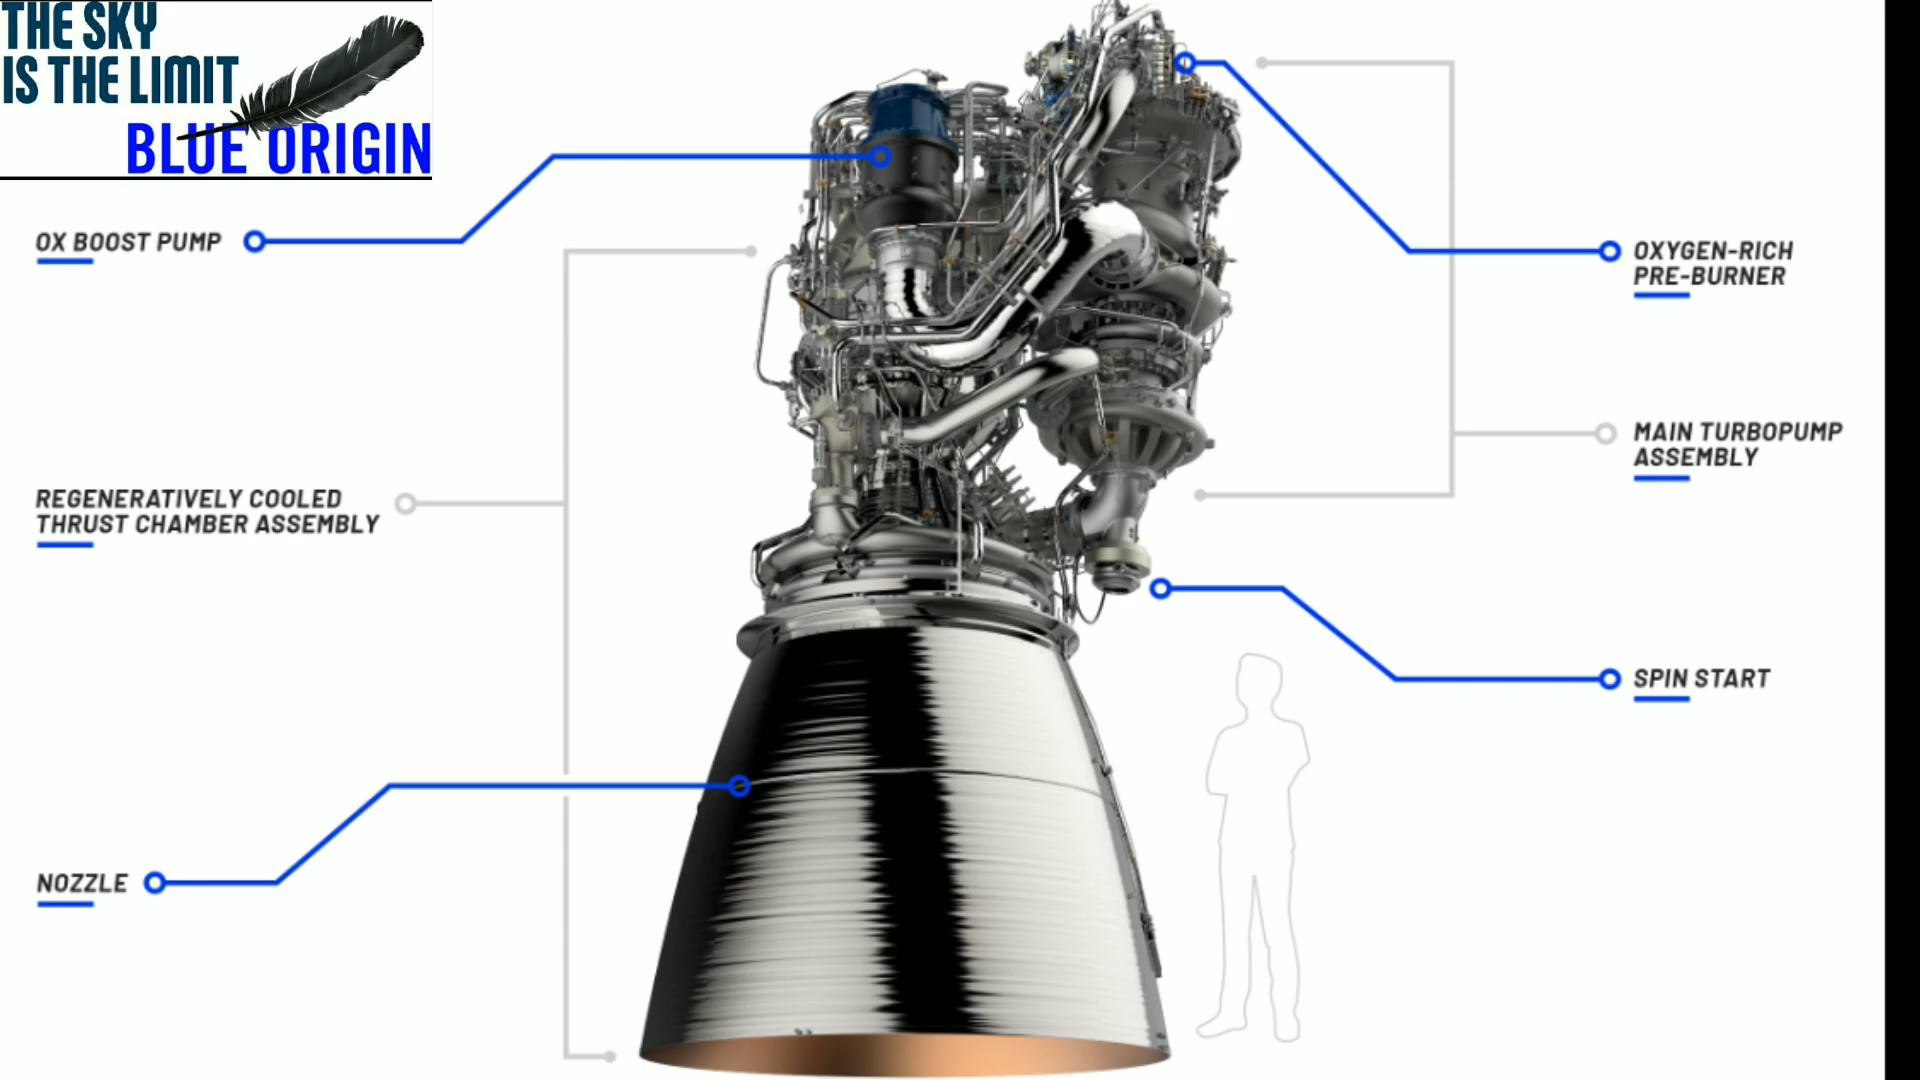 THE SKY
IS THE LIMIT
BLUE ORIGIN
OX BOOST PUMP
OXYGEN-RICH
PRE-BURNER
MAIN TURBOPUMP
ASSEMBLY
REGENERATIVELY COOLED
THRUST CHAMBER ASSEMBLY
SPIN START
NOZZLE